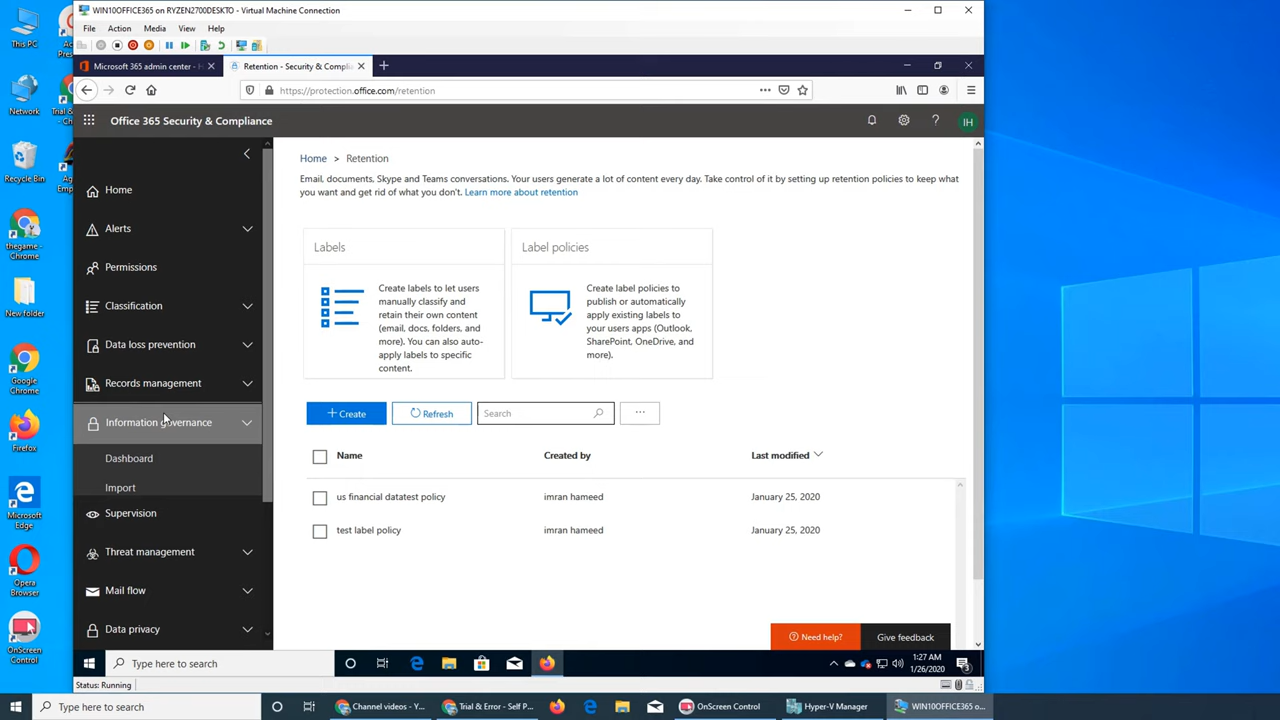 WIN10OFFICE365 on RYZEN2700DESKTO - Virtual Machine Connection
File Action Media View Help
Microsoft 365 admin center - H
Retention - Security & Complia
https://protection.office.com/retention
Office 365 Security & Compliance
IH
Home
Alerts
Permissions
Classification
Data loss prevention
Records management
Information governance
Dashboard
Import
Supervision
Threat management
Mail flow
Data privacy
Home > Retention
Email, documents, Skype and Teams conversations. Your users generate a lot of content every day. Take control of it by setting up retention policies to keep what
you want and get rid of what you don't. Learn more about retention
Labels
Create labels to let users
manually classify and
retain their own content
(email, docs, folders, and
more). You can also auto-
apply labels to specific
content.
Label policies
Create label policies to
publish or automatically
apply existing labels to
your users apps (Outlook,
SharePoint, OneDrive, and
more).
+ Create
Refresh
Search
...
Name Created by Last modified
us financial datatest policy imran hameed January 25, 2020
test label policy imran hameed January 25, 2020
Need help?
Give feedback
Type here to search
1:27 AM
1/26/2020
3
Status: Running
This PC
Network
Recycle Bin
thegame -
Chrome
New folder
Google
Chrome
Firefox
Microsoft
Edge
Opera
Browser
OnScreen
Control
Type here to search
Channel videos - Y...
Trial & Error - Self P...
OnScreen Control
Hyper-V Manager
WIN10OFFICE365 o...